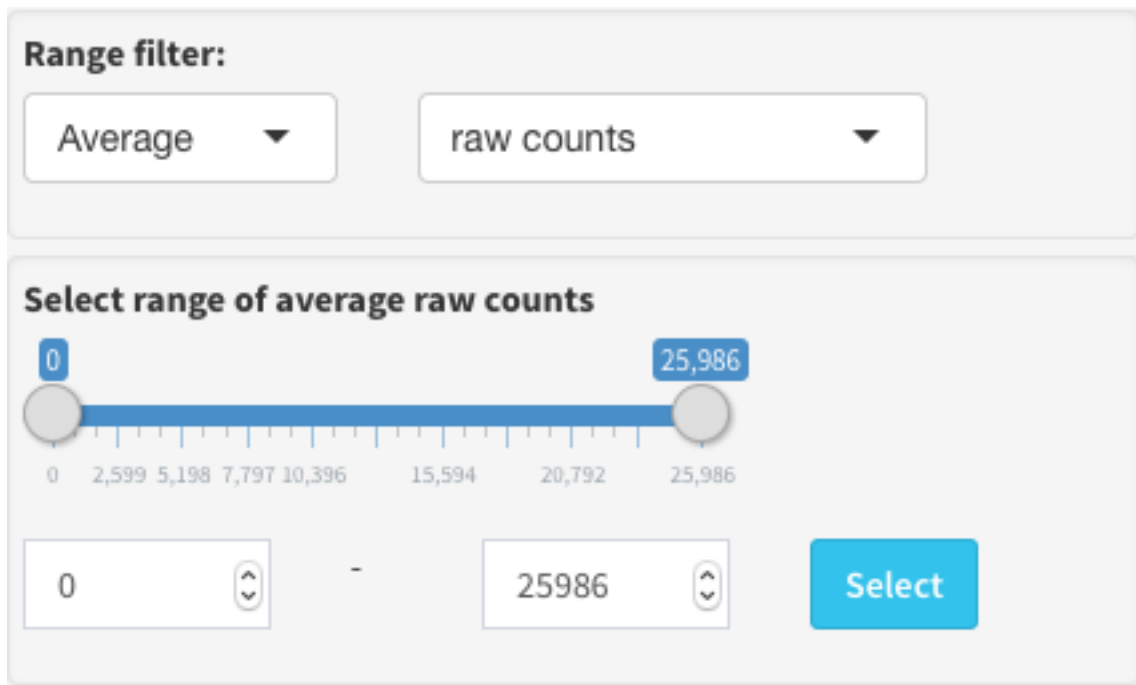 Range filter:
Average raw counts
Select range of average raw counts
0 25,986
0 2,599 5,198 7,797 10,396 15,594 20,792 25,986
0 - 25986 Select